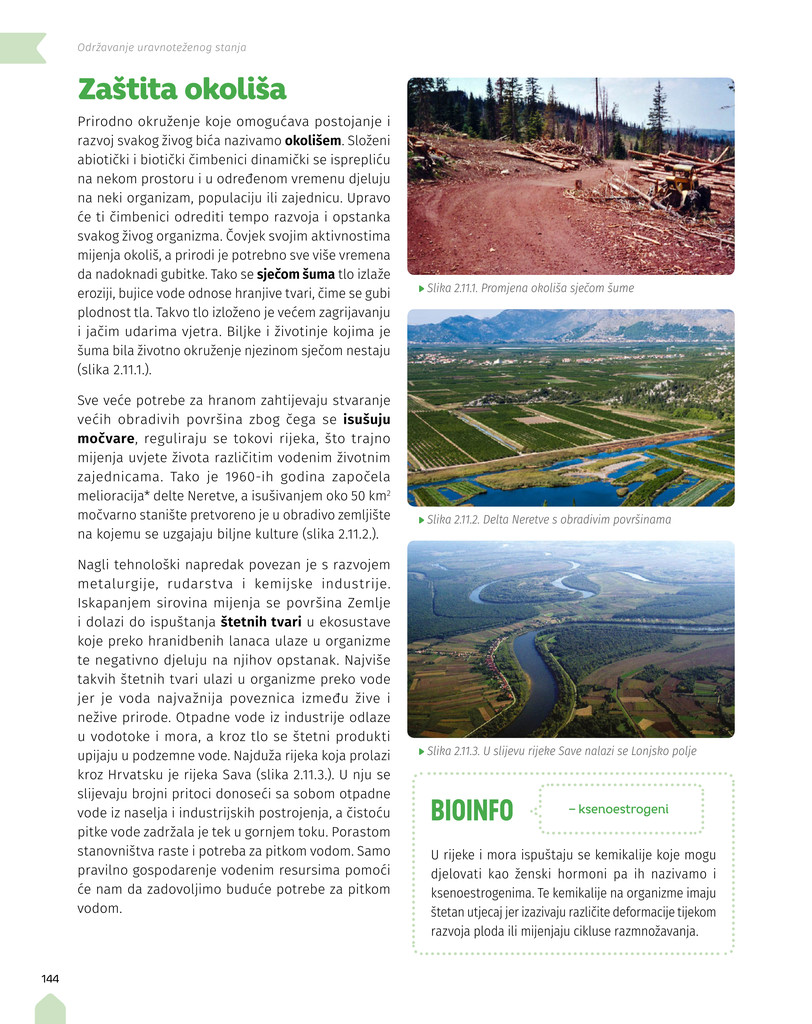 Održavanje uravnoteženog stanja
Zaštita okoliša
Prirodno okruženje koje omogućava postojanje i
razvoj svakog živog bića nazivamo okolišem. Složeni
abiotički i biotički čimbenici dinamički se isprepliću
na nekom prostoru i u određenom vremenu djeluju
na neki organizam, populaciju ili zajednicu. Upravo
će ti čimbenici odrediti tempo razvoja i opstanka
svakog živog organizma. Čovjek svojim aktivnostima
mijenja okoliš, a prirodi je potrebno sve više vremena
da nadoknadi gubitke. Tako se sječom šuma tlo izlaže
eroziji, bujice vode odnose hranjive tvari, čime se gubi
plodnost tla. Takvo tlo izloženo je većem zagrijavanju
i jačim udarima vjetra. Biljke i životinje kojima je
šuma bila životno okruženje njezinom sječom nestaju
(slika 2.11.1.).
Sve veće potrebe za hranom zahtijevaju stvaranje
većih obradivih površina zbog čega se isušuju
močvare, reguliraju se tokovi rijeka, što trajno
mijenja uvjete života različitim vodenim životnim
zajednicama. Tako je 1960-ih godina započela
melioracija* delte Neretve, a isušivanjem oko 50 km²
močvarno stanište pretvoreno je u obradivo zemljište
na kojemu se uzgajaju biljne kulture (slika 2.11.2.).
Nagli tehnološki napredak povezan je s razvojem
metalurgije, rudarstva i kemijske industrije.
Iskapanjem sirovina mijenja se površina Zemlje
i dolazi do ispuštanja štetnih tvari u ekosustave
koje preko hranidbenih lanaca ulaze u organizme
te negativno djeluju na njihov opstanak. Najviše
takvih štetnih tvari ulazi u organizme preko vode
jer je voda najvažnija poveznica između žive i
nežive prirode. Otpadne vode iz industrije odlaze
u vodotoke i mora, a kroz tlo se štetni produkti
upijaju u podzemne vode. Najduža rijeka koja prolazi
kroz Hrvatsku je rijeka Sava (slika 2.11.3.). U nju se
slijevaju brojni pritoci donoseći sa sobom otpadne
vode iz naselja i industrijskih postrojenja, a čistoću
pitke vode zadržala je tek u gornjem toku. Porastom
stanovništva raste i potreba za pitkom vodom. Samo
pravilno gospodarenje vodenim resursima pomoći
će nam da zadovoljimo buduće potrebe za pitkom
vodom.
Slika 2.11.1. Promjena okoliša sječom šume
Slika 2.11.2. Delta Neretve s obradivim površinama
Slika 2.11.3. U slijevu rijeke Save nalazi se Lonjsko polje
BIOINFO
– ksenoestrogeni
U rijeke i mora ispuštaju se kemikalije koje mogu
djelovati kao ženski hormoni pa ih nazivamo i
ksenoestrogenima. Te kemikalije na organizme imaju
štetan utjecaj jer izazivaju različite deformacije tijekom
razvoja ploda ili mijenjaju cikluse razmnožavanja.
144